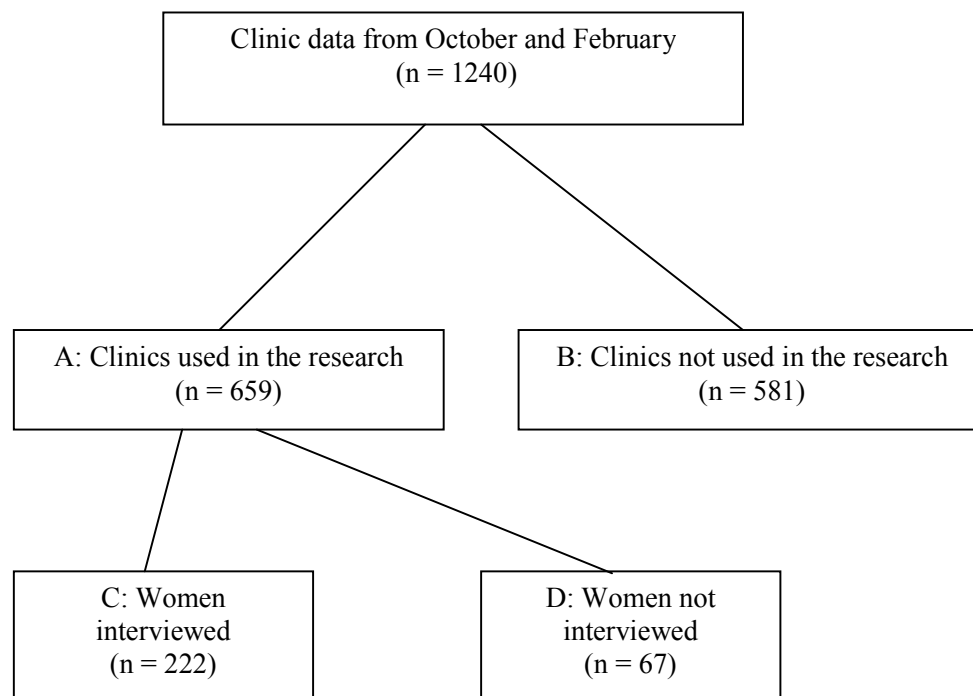 Clinic data from October and February
(n = 1240)
A: Clinics used in the research
(n = 659)
B: Clinics not used in the research
(n = 581)
C: Women
interviewed
(n = 222)
D: Women not
interviewed
(n = 67)